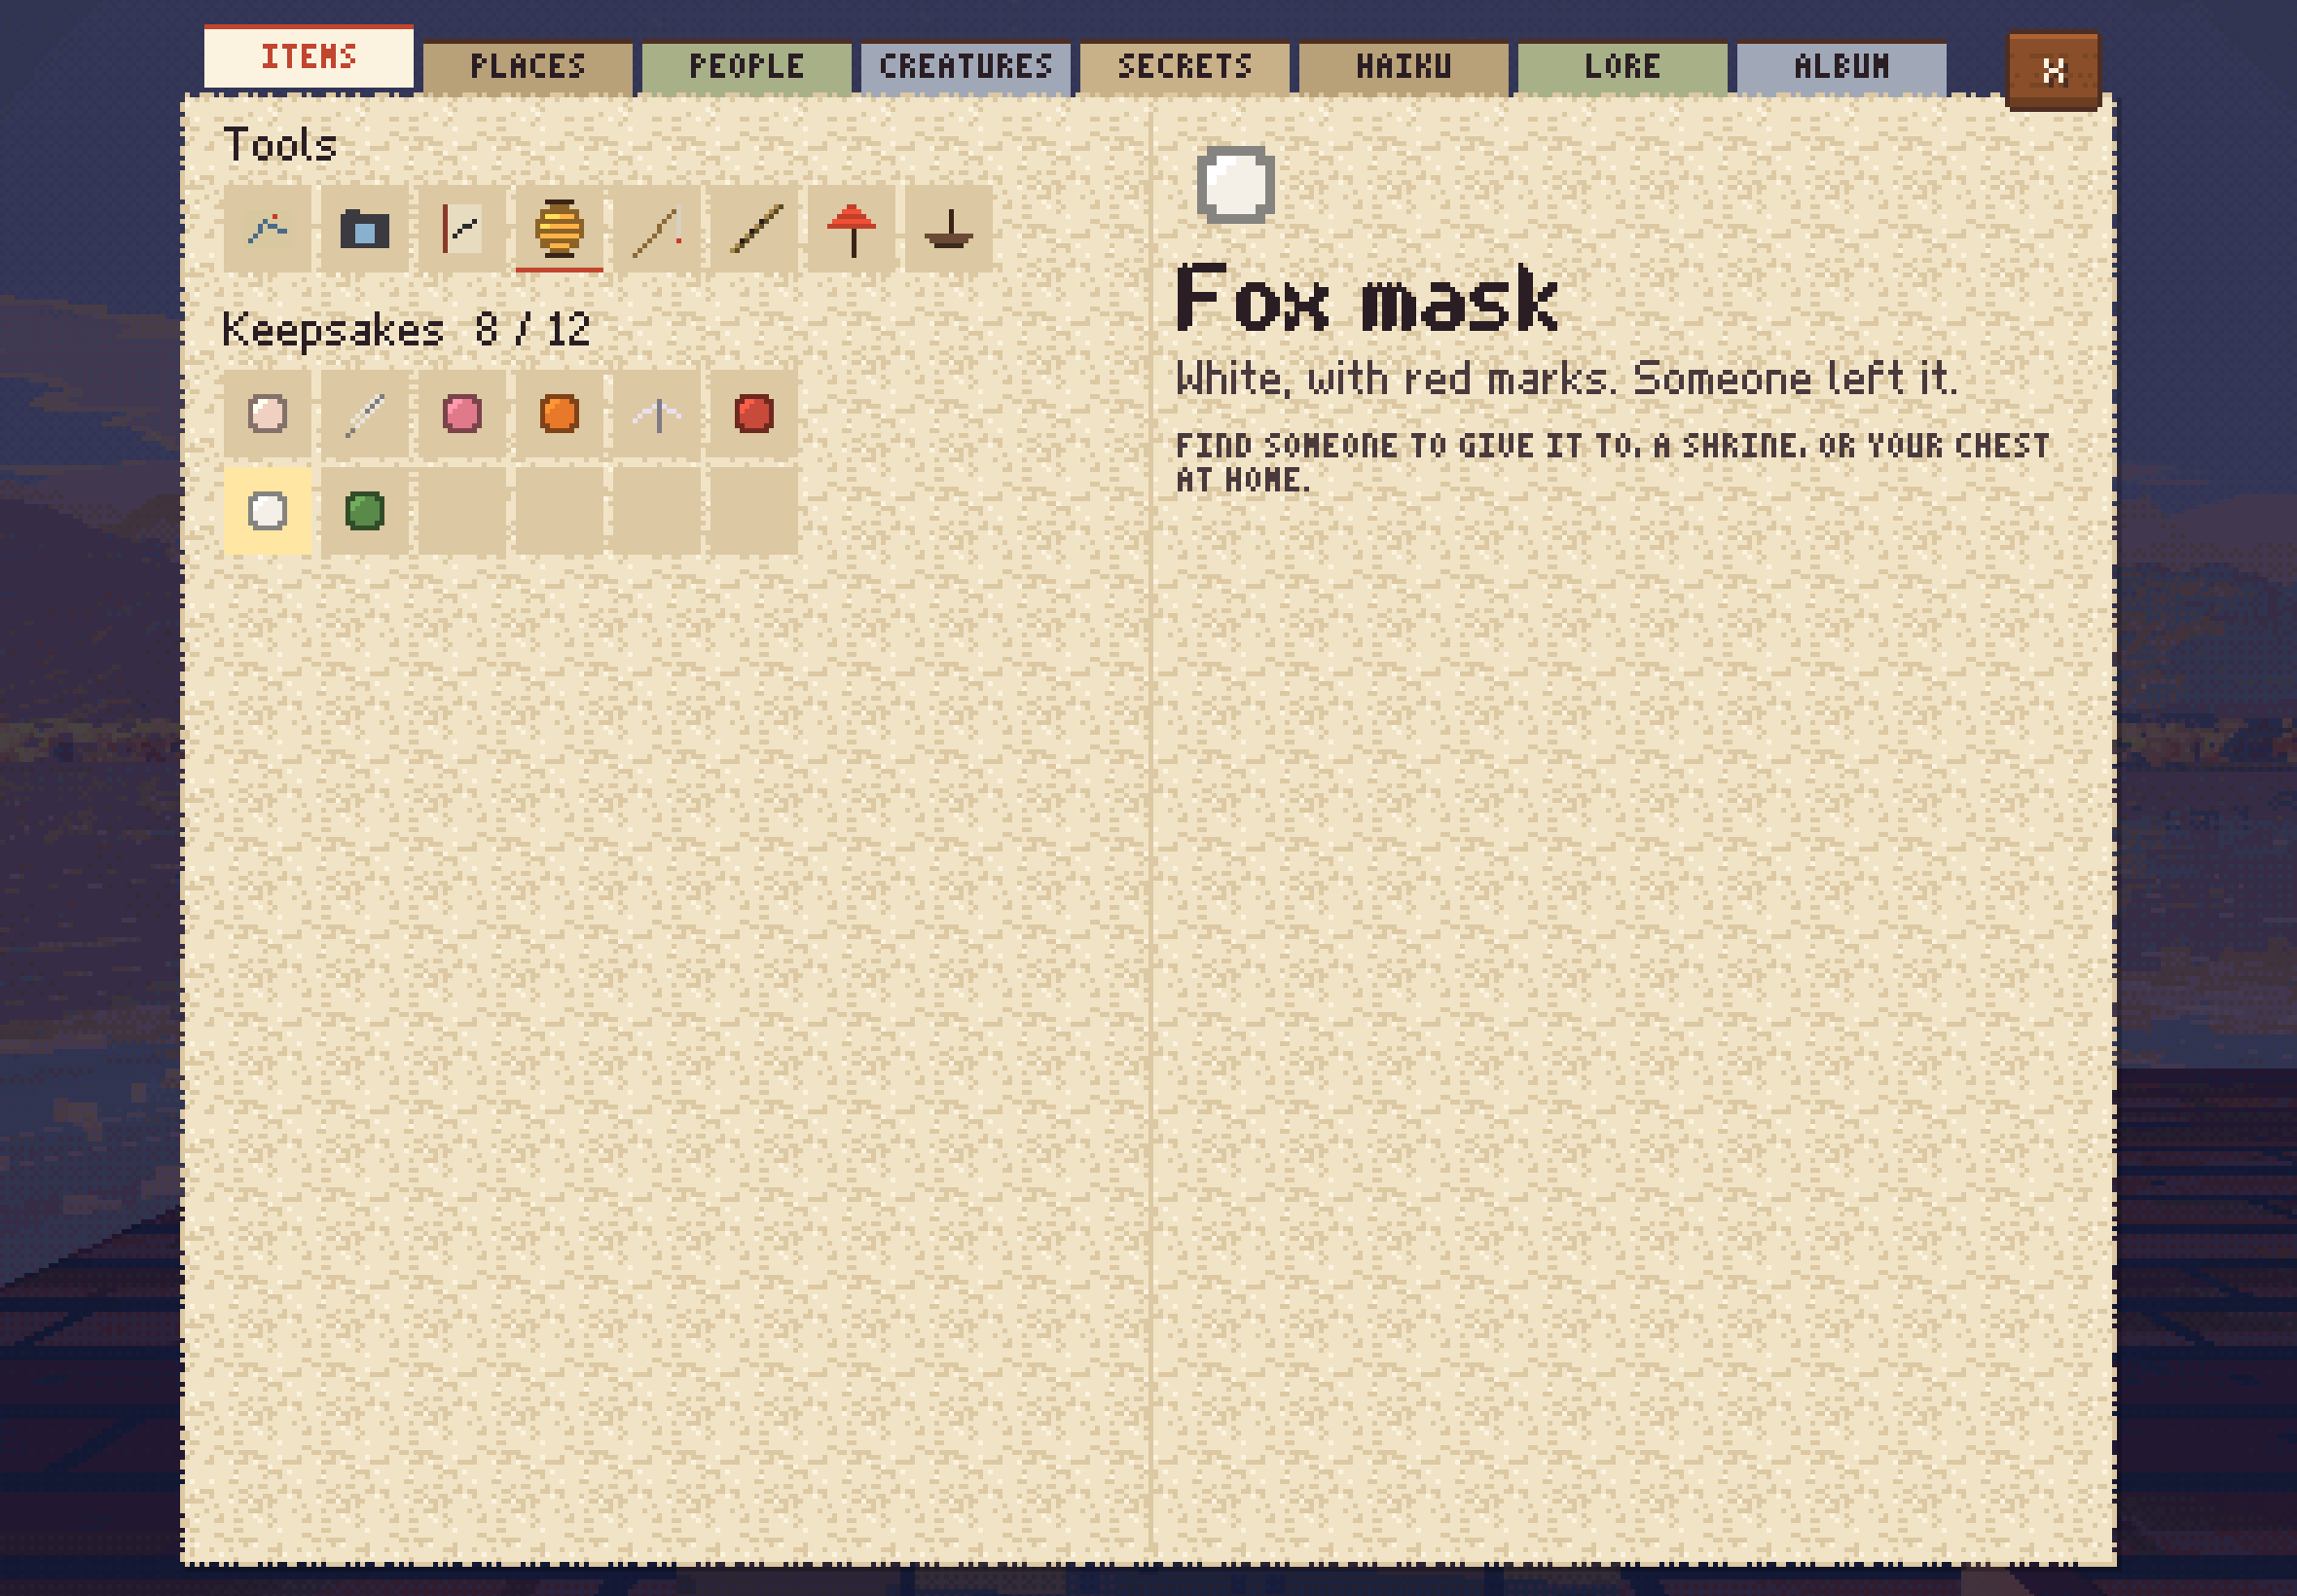 ITEMS
PLACES
PEOPLE
CREATURES
SECRETS
HAIKU
LORE
ALBUM
X
Tools
Keepsakes 8 / 12
Fox mask
White, with red marks. Someone left it.
FIND SOMEONE TO GIVE IT TO, A SHRINE, OR YOUR CHEST
AT HOME.